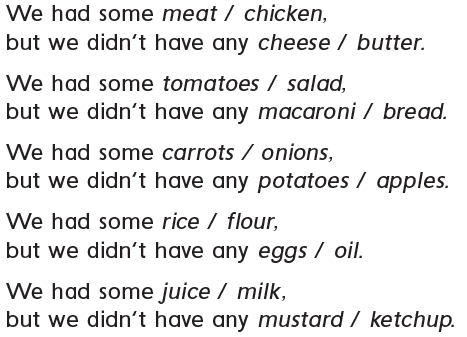 We had some meat / chicken,
but we didn't have any cheese / butter.
We had some tomatoes / salad,
but we didn't have any macaroni / bread.
We had some carrots / onions,
but we didn't have any potatoes / apples.
We had some rice / flour,
but we didn't have any eggs / oil.
We had some juice / milk,
but we didn't have any mustard / ketchup.